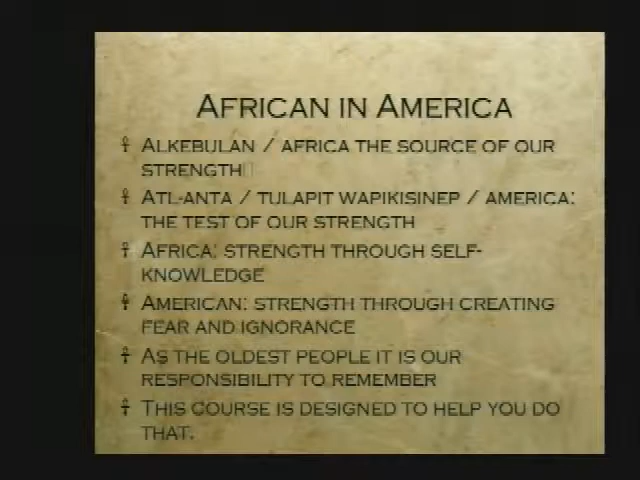 AFRICAN IN AMERICA
ALKEBULAN / AFRICA THE SOURCE OF OUR
STRENGTH
ATL-ANTA / TULAPIT WAPIKISINEP / AMERICA:
THE TEST OF OUR STRENGTH
AFRICA: STRENGTH THROUGH SELF-
KNOWLEDGE
AMERICAN: STRENGTH THROUGH CREATING
FEAR AND IGNORANCE
AS THE OLDEST PEOPLE IT IS OUR
RESPONSIBILITY TO REMEMBER
THIS COURSE IS DESIGNED TO HELP YOU DO
THAT.